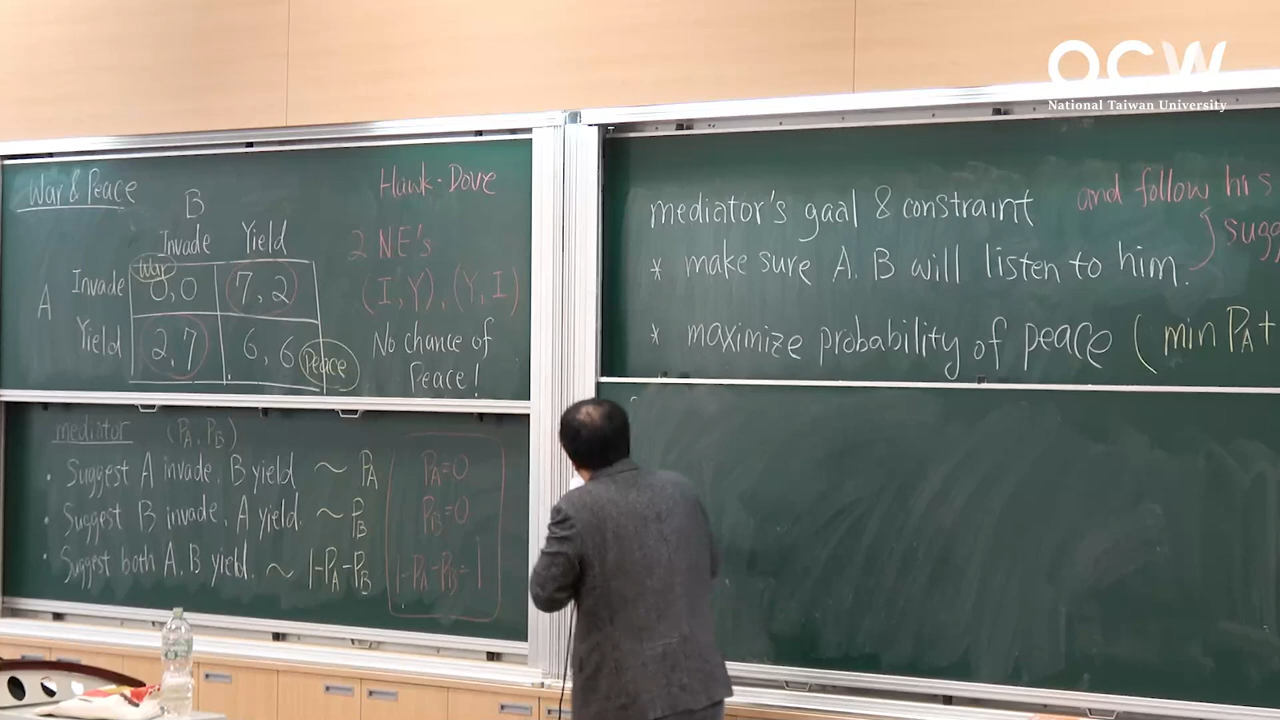 OCW
National Taiwan University
War & Peace
Hawk-Dove
B
Invade Yield
2 NE's
A
Invade
War
0,0
7,2
(I,Y), (Y,I)
Yield
2,7
6,6
Peace
No chance of
Peace!
mediator (PA, PB)
• Suggest A invade, B yield ~ PA
• Suggest B invade, A yield. ~ PB
• Suggest both A, B yield. ~ 1-PA-PB
PA=0
PB=0
1-PA-PB=1
mediator's goal & constraint
and follow his
* make sure A, B will listen to him.
* maximize probability of peace (min PA+